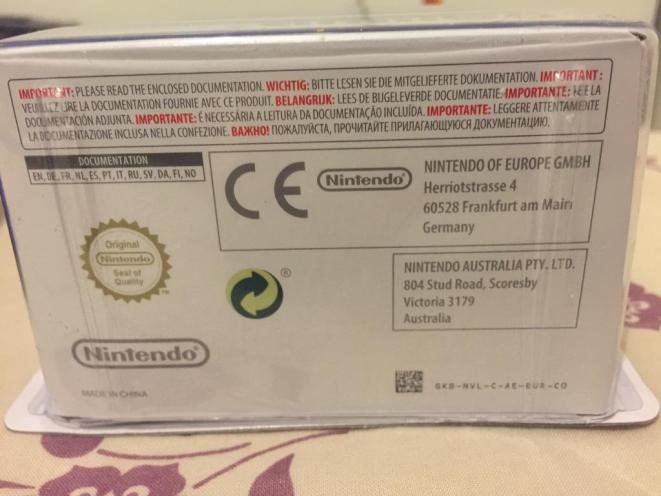 IMPORTANT: PLEASE READ THE ENCLOSED DOCUMENTATION. WICHTIG: BITTE LESEN SIE DIE MITGELIEFERTE DOKUMENTATION. IMPORTANT :
VEUILLEZ LIRE LA DOCUMENTATION FOURNIE AVEC CE PRODUIT. BELANGRIJK: LEES DE BIJGELEVERDE DOCUMENTATIE. IMPORTANTE: LEE LA
DOCUMENTACIÓN ADJUNTA. IMPORTANTE: É NECESSÁRIA A LEITURA DA DOCUMENTAÇÃO INCLUÍDA. IMPORTANTE: LEGGERE ATTENTAMENTE
LA DOCUMENTAZIONE INCLUSA NELLA CONFEZIONE. ВАЖНО! ПОЖАЛУЙСТА, ПРОЧИТАЙТЕ ПРИЛАГАЮЩУЮСЯ ДОКУМЕНТАЦИЮ.
DOCUMENTATION
EN, DE, FR, NL, ES, PT, IT, RU, SV, DA, FI, NO
CE
Nintendo
NINTENDO OF EUROPE GMBH
Herriotstrasse 4
60528 Frankfurt am Main
Germany
Original
Nintendo
Seal of
Quality
TM
®
NINTENDO AUSTRALIA PTY. LTD.
804 Stud Road, Scoresby
Victoria 3179
Australia
Nintendo®
MADE IN CHINA
GKB-NVL-C-AE-EUR-CO